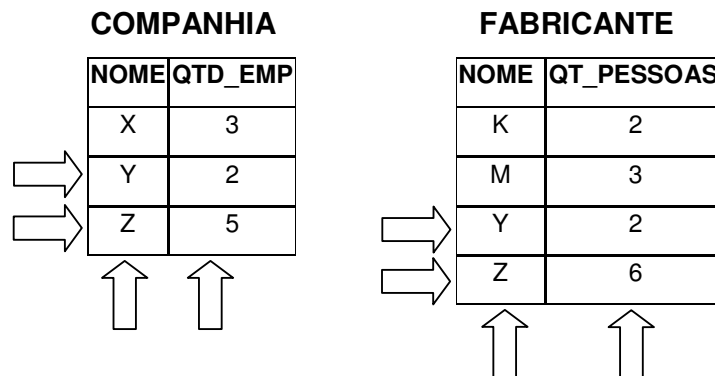 COMPANHIA
NOME QTD_EMP
X 3
Y 2
Z 5
FABRICANTE
NOME QT_PESSOAS
K 2
M 3
Y 2
Z 6